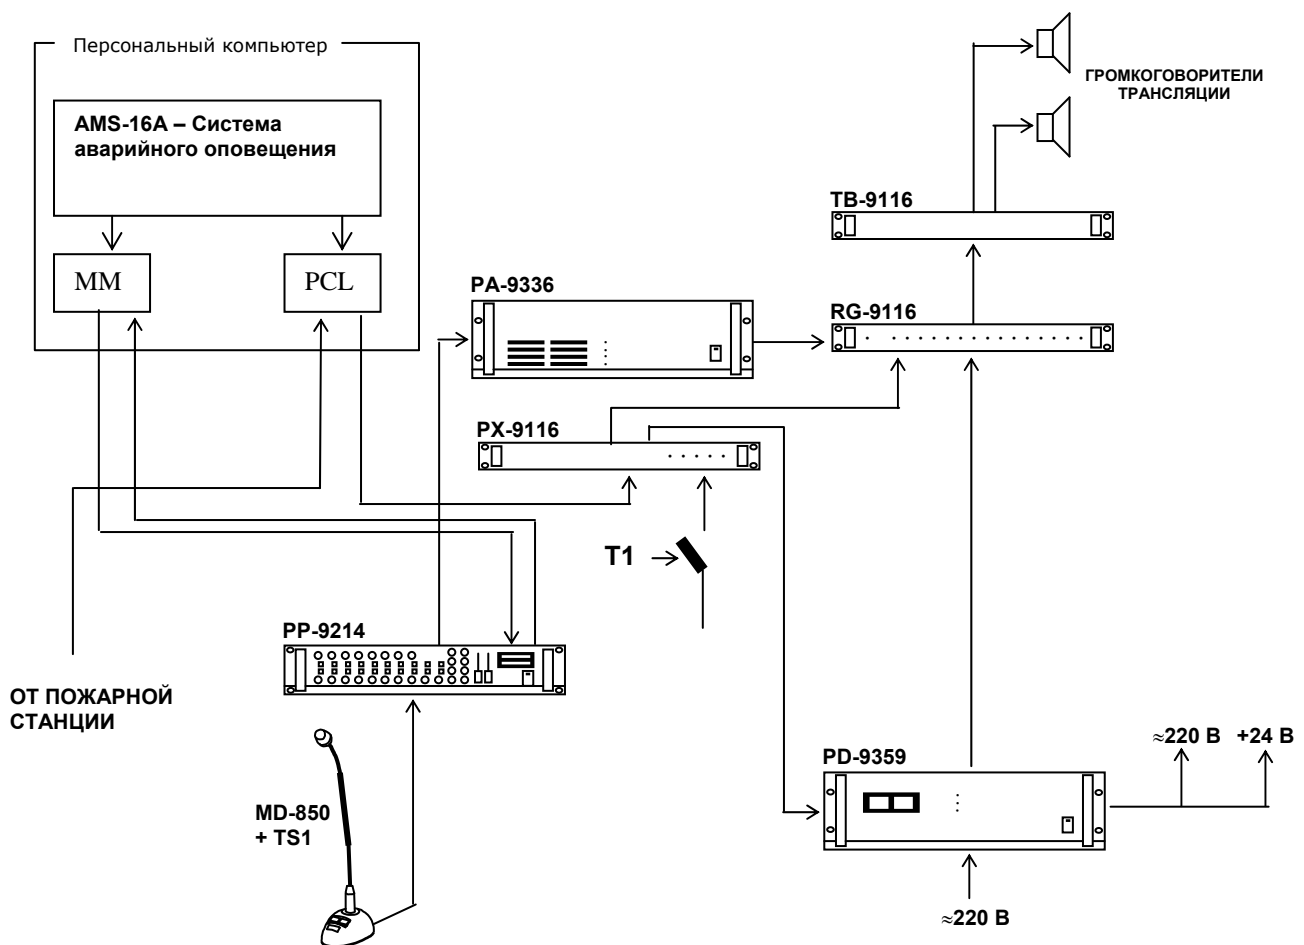 Персональный компьютер
AMS-16A – Система
аварийного оповещения
MM
PCL
ГРОМКОГОВОРИТЕЛИ
ТРАНСЛЯЦИИ
TB-9116
PA-9336
RG-9116
PX-9116
T1
PP-9214
ОТ ПОЖАРНОЙ
СТАНЦИИ
MD-850
+ TS1
PD-9359
≈220 В
+24 В
≈220 В